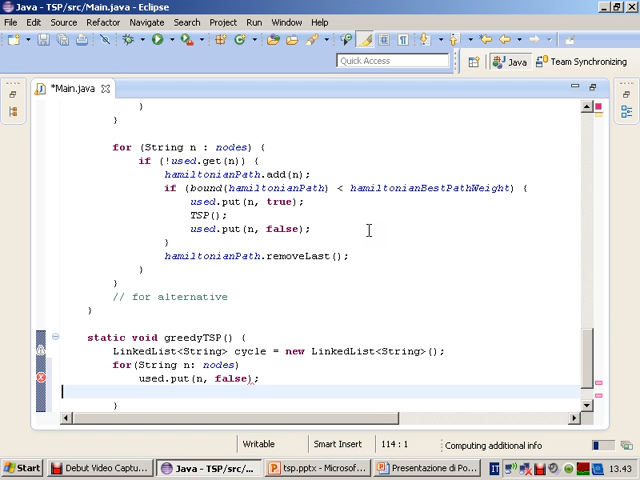 Java - TSP/src/Main.java - Eclipse
File Edit Source Refactor Navigate Search Project Run Window Help
Quick Access
Java
Team Synchronizing
*Main.java
}
}
for (String n : nodes) {
if (!used.get(n)) {
hamiltonianPath.add(n);
if (bound(hamiltonianPath) < hamiltonianBestPathWeight) {
used.put(n, true);
TSP();
used.put(n, false);
}
hamiltonianPath.removeLast();
}
}
// for alternative
}
static void greedyTSP() {
LinkedList<String> cycle = new LinkedList<String>();
for(String n: nodes)
used.put(n, false);
}
Writable
Smart Insert
114 : 1
Computing additional info
Start
Debut Video Captu...
Java - TSP/src/...
tsp.pptx - Microsof...
Presentazione di Po...
IT
13.43